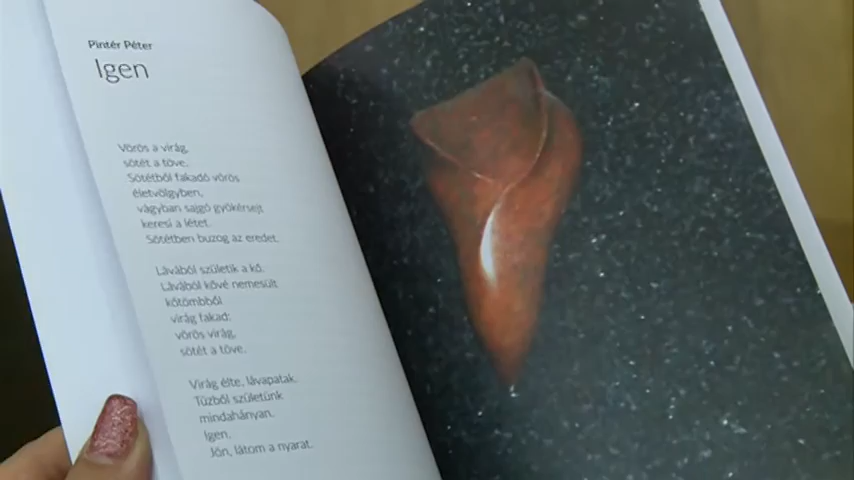 Pintér Péter
Igen
Vörös a virág,
sötét a töve.
Sötétből fakadó vörös
életvölgyben,
vágyban sajgó gyökérsejt
keresi a létet.
Sötétben buzog az eredet.
Lávából születik a kő.
Lávából kővé nemesült
kőtömbből
virág fakad:
vörös virág,
sötét a töve.
Virág élte, lávapatak.
Tűzből születünk
mindahányan.
Igen.
Jön, látom a nyarat.